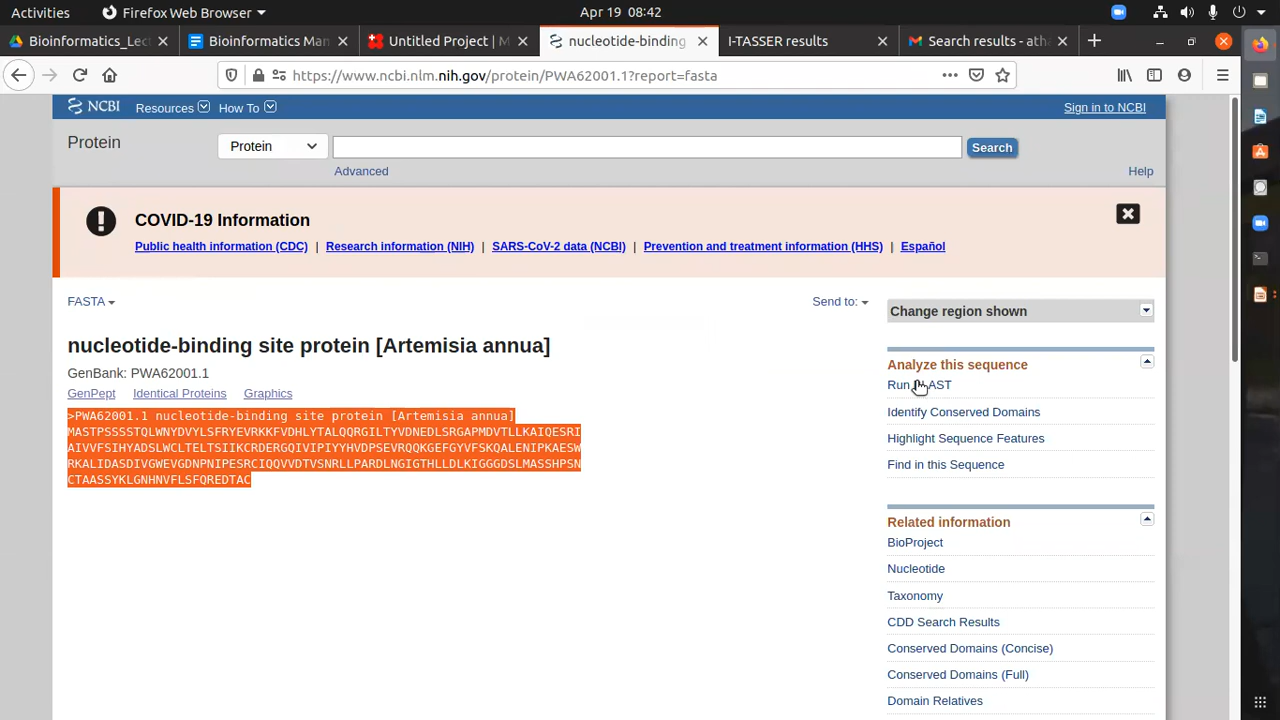 Activities Firefox Web Browser Apr 19 08:42
Bioinformatics_Lect Bioinformatics Man Untitled Project | M nucleotide-binding I-TASSER results Search results - ath
https://www.ncbi.nlm.nih.gov/protein/PWA62001.1?report=fasta
NCBI Resources How To Sign in to NCBI
Protein Protein Search
Advanced Help
COVID-19 Information
Public health information (CDC) | Research information (NIH) | SARS-CoV-2 data (NCBI) | Prevention and treatment information (HHS) | Español
FASTA Send to:
Change region shown
nucleotide-binding site protein [Artemisia annua]
GenBank: PWA62001.1
GenPept Identical Proteins Graphics
>PWA62001.1 nucleotide-binding site protein [Artemisia annua]
MASTPSSSSTQLWNYDVYLSFRYEVRKKFVDHLYTALQQRGILTYVDNEDLSRGAPMDVTLLKAIQESRI
AIVVFSIHYADSLWCLTELTSIIKCRDERGQIVIPIYYHVDPSEVRQQKGEFGYVFSKQALENIPKAESW
RKALIDASDIVGWEVGDNPNIPESRCIQQVVDTVSNRLLPARDLNGIGTHLLDLKIGGGDSLMASSHPSN
CTAASSYKLGNHNVFLSFQREDTAC
Analyze this sequence
Run AST
Identify Conserved Domains
Highlight Sequence Features
Find in this Sequence
Related information
BioProject
Nucleotide
Taxonomy
CDD Search Results
Conserved Domains (Concise)
Conserved Domains (Full)
Domain Relatives